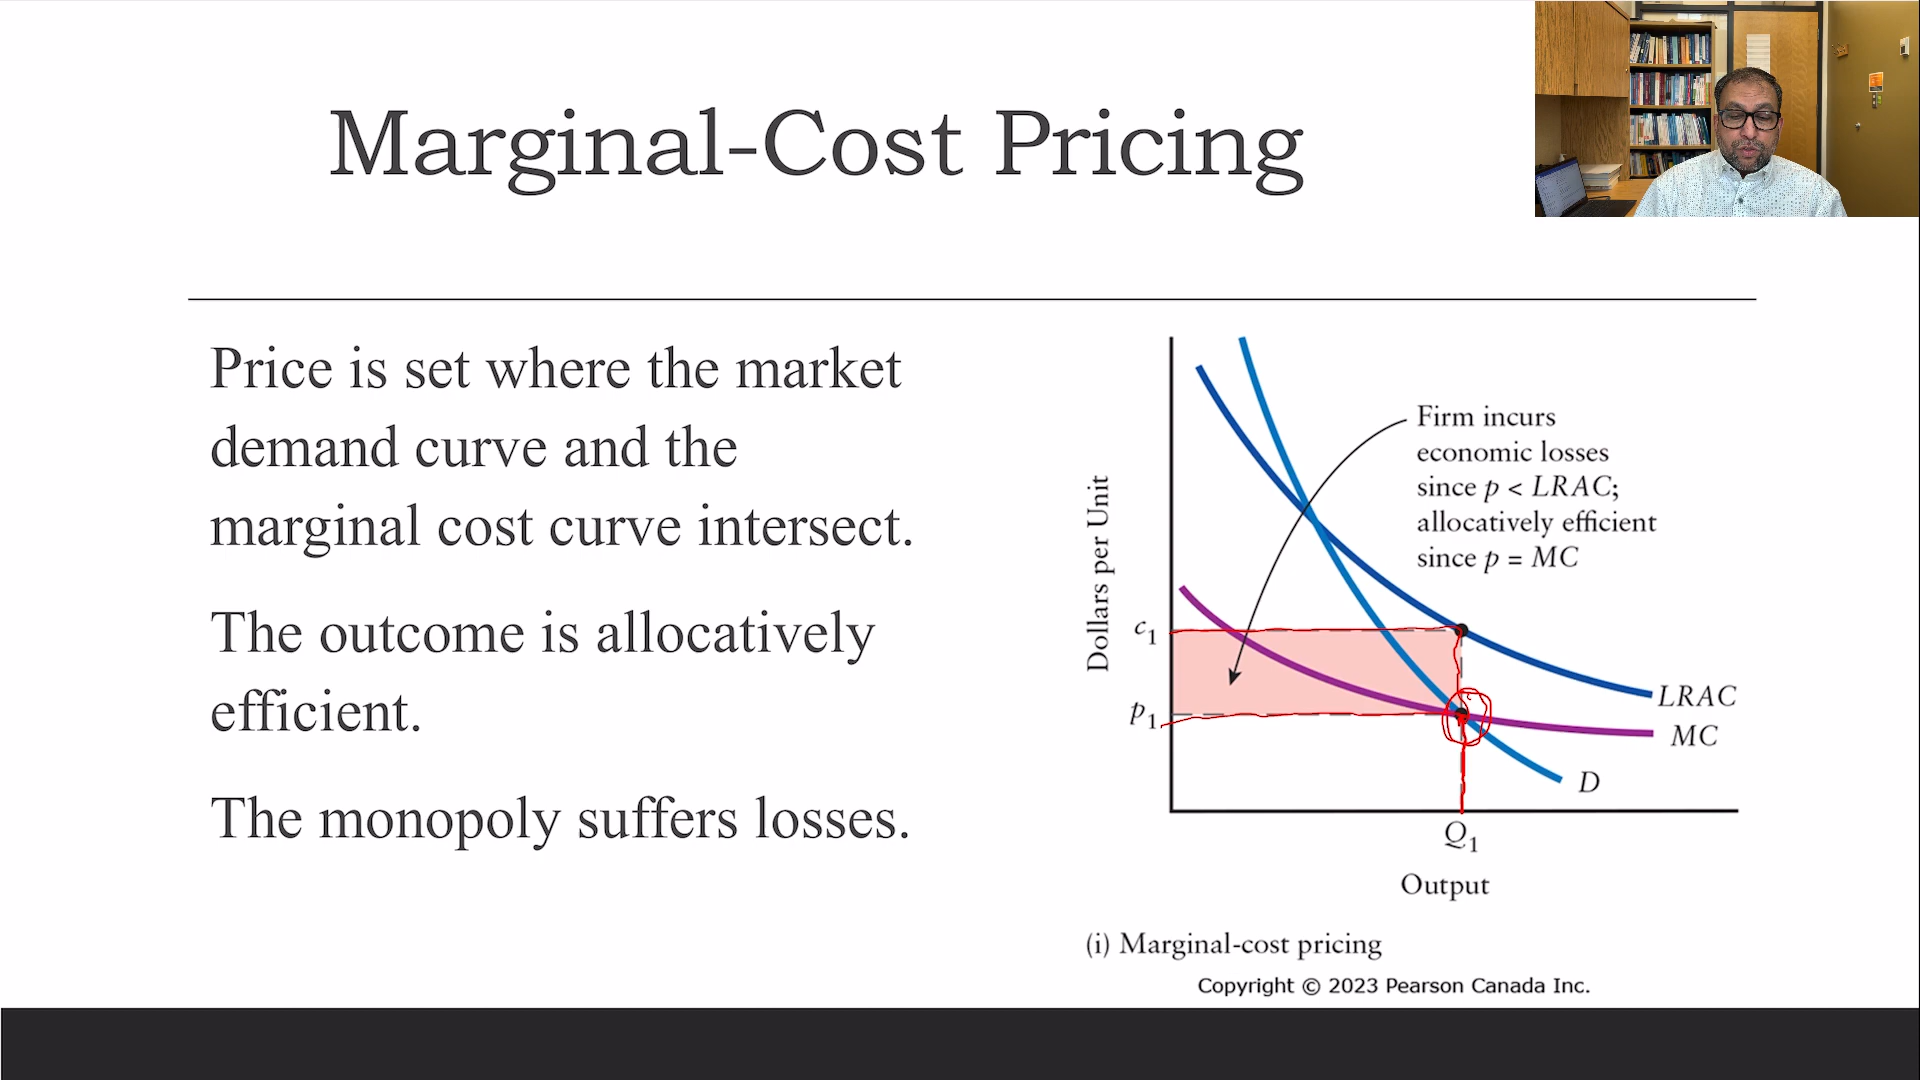 Marginal-Cost Pricing
Price is set where the market
demand curve and the
marginal cost curve intersect.
The outcome is allocatively
efficient.
The monopoly suffers losses.
Dollars per Unit
Firm incurs
economic losses
since p < LRAC;
allocatively efficient
since p = MC
c₁
p₁
LRAC
MC
D
Q₁
Output
(i) Marginal-cost pricing
Copyright © 2023 Pearson Canada Inc.